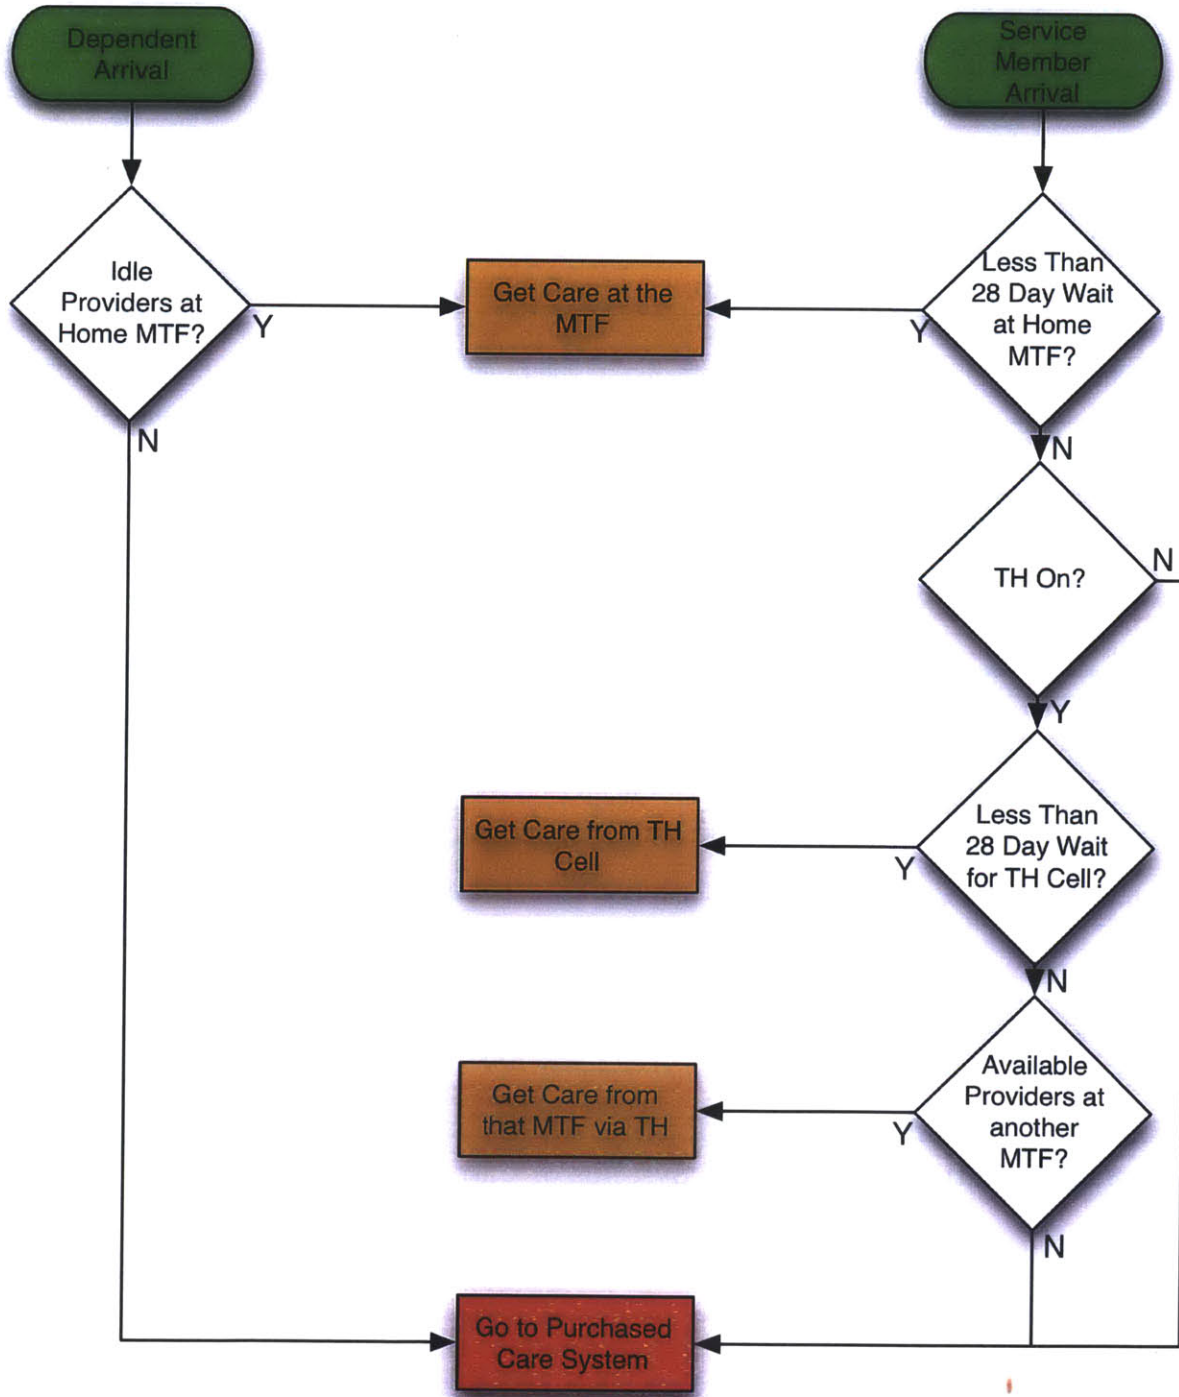 Dependent
Arrival
Service
Member
Arrival
Idle
Providers at
Home MTF?
Y
N
Get Care at the
MTF
Less Than
28 Day Wait
at Home
MTF?
Y
N
TH On?
N
Y
Get Care from TH
Cell
Less Than
28 Day Wait
for TH Cell?
Y
N
Get Care from
that MTF via TH
Available
Providers at
another
MTF?
Y
N
Go to Purchased
Care System